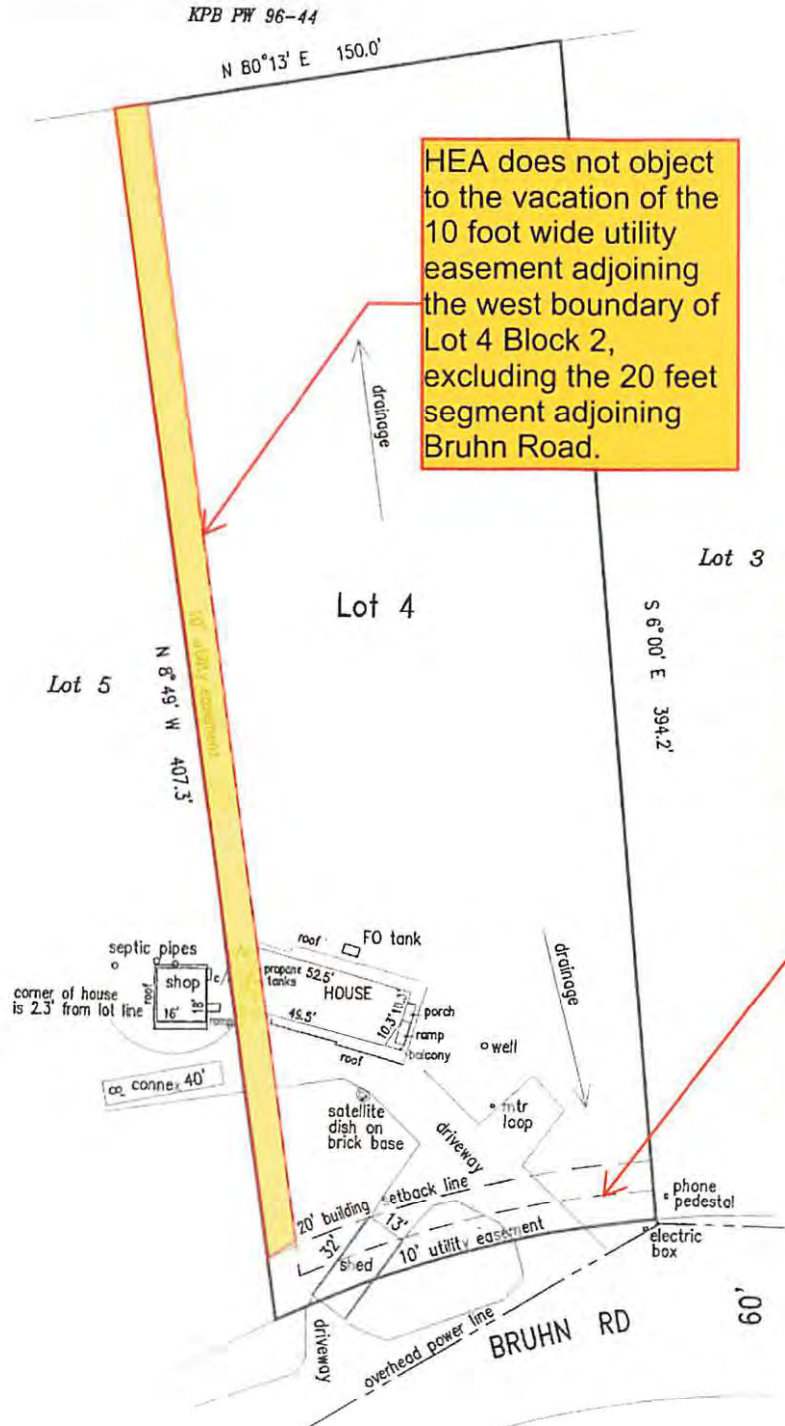 KPB PW 96-44
N 80°13' E 150.0'
HEA does not object
to the vacation of the
10 foot wide utility
easement adjoining
the west boundary of
Lot 4 Block 2,
excluding the 20 feet
segment adjoining
Bruhn Road.
drainage
Lot 3
Lot 4
S 6°00' E 394.2'
10' utility easement
Lot 5
N 8°49' W 407.3'
roof
FO tank
septic pipes
propane
tanks
52.5'
HOUSE
shop
roof
16'
18'
corner of house
is 2.3' from lot line
10.3'
10.3'
porch
ramp
balcony
49.5'
roof
drainage
well
connex 40'
satellite
dish on
brick base
mtr
loop
driveway
20' building setback line
phone
pedestal
13'
32'
shed
10' utility easement
electric
box
driveway
overhead power line
BRUHN RD
60'